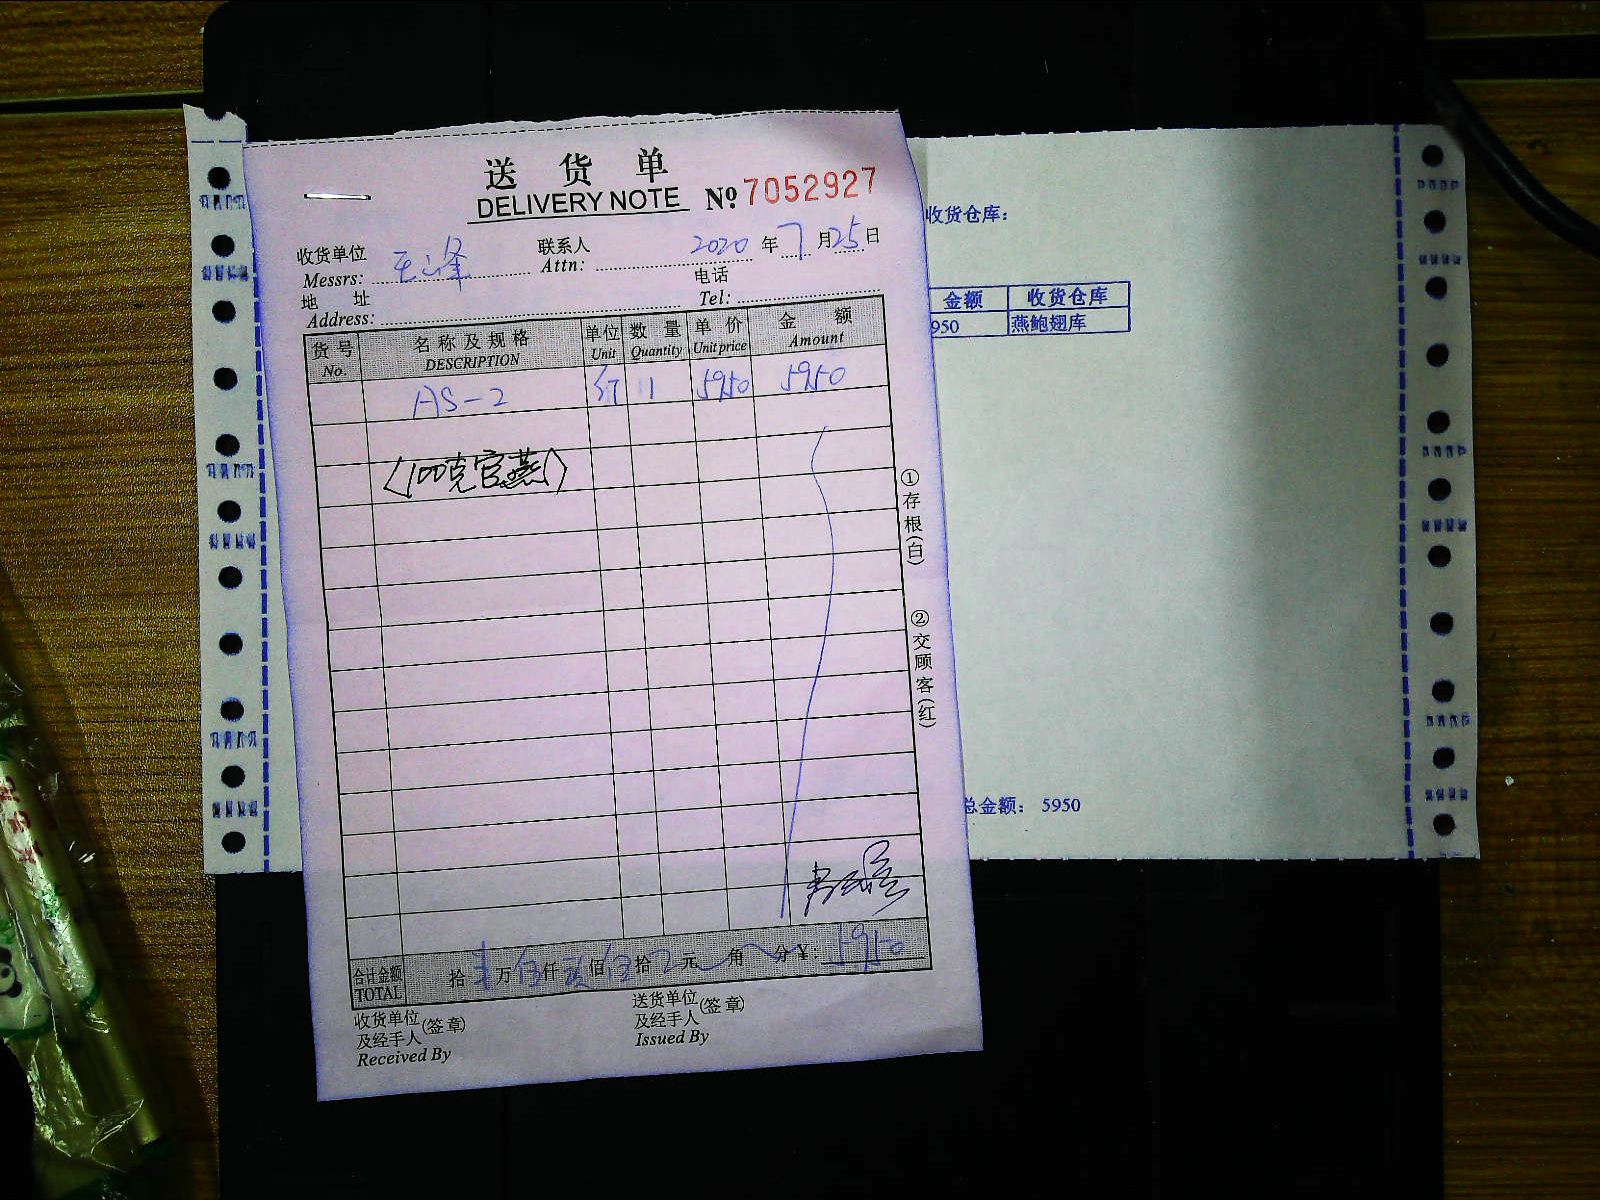 送 货 单
DELIVERY NOTE № 7052927
收货单位 联系人 2020 年 7 月 25 日
Messrs: Attn:
地 址 电话
Address: Tel:
货号 名称及规格 单位 数量 单价 金额
No. DESCRIPTION Unit Quantity Unit price Amount
AS-2 11 5950 5950
(100克官燕)
①存根(白) ②交顾客(红)
合计金额 拾 万 伍仟 佰 伍拾 元 角 分 ¥: 5950
TOTAL
收货单位 (签章) 送货单位 (签章)
及经手人 及经手人
Received By Issued By
收货仓库:
金额 收货仓库
950 燕鲍翅库
总金额: 5950